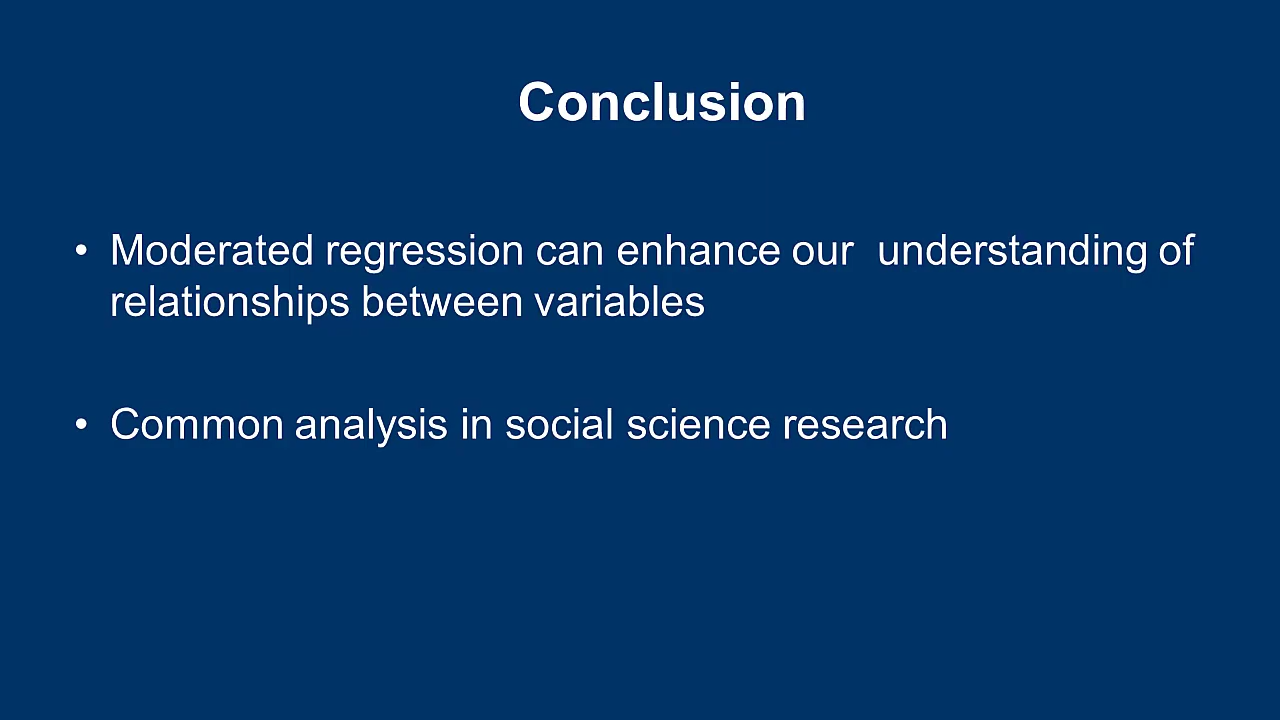 Conclusion
• Moderated regression can enhance our  understanding of
relationships between variables
• Common analysis in social science research